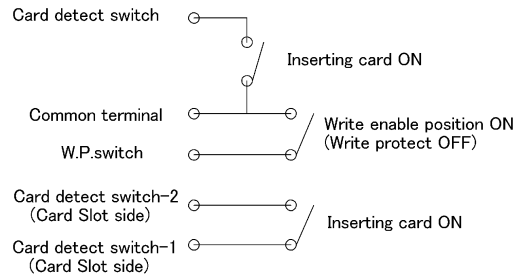 Card detect switch
Inserting card ON
Common terminal
Write enable position ON
(Write protect OFF)
W.P.switch
Card detect switch-2
(Card Slot side)
Inserting card ON
Card detect switch-1
(Card Slot side)